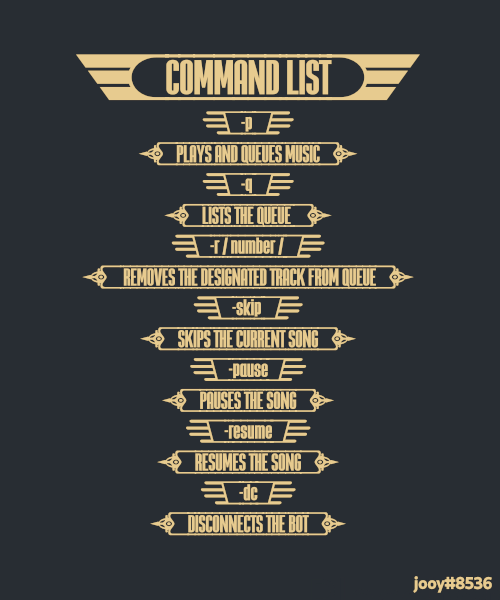 COMMAND LIST
-p
PLAYS AND QUEUES MUSIC
-q
LISTS THE QUEUE
-r / number /
REMOVES THE DESIGNATED TRACK FROM QUEUE
-skip
SKIPS THE CURRENT SONG
-pause
PAUSES THE SONG
-resume
RESUMES THE SONG
-dc
DISCONNECTS THE BOT
jooy#8536